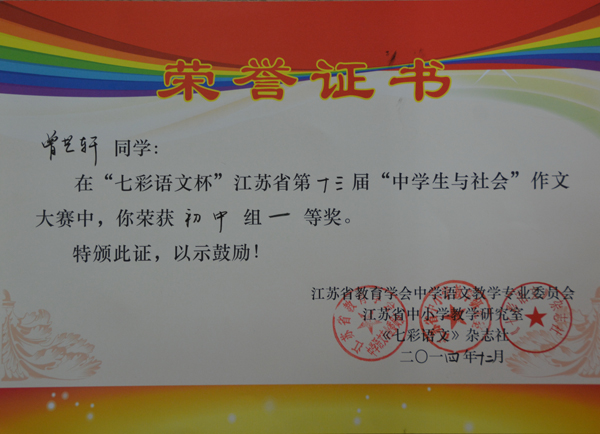 荣誉证书
曾艺轩 同学：
在“七彩语文杯”江苏省第十三届“中学生与社会”作文
大赛中，你荣获 初中 组 一 等奖。
特颁此证，以示鼓励！
江苏省教育学会中学语文教学专业委员会
江苏省中小学教学研究室
《七彩语文》杂志社
二〇一四年十二月